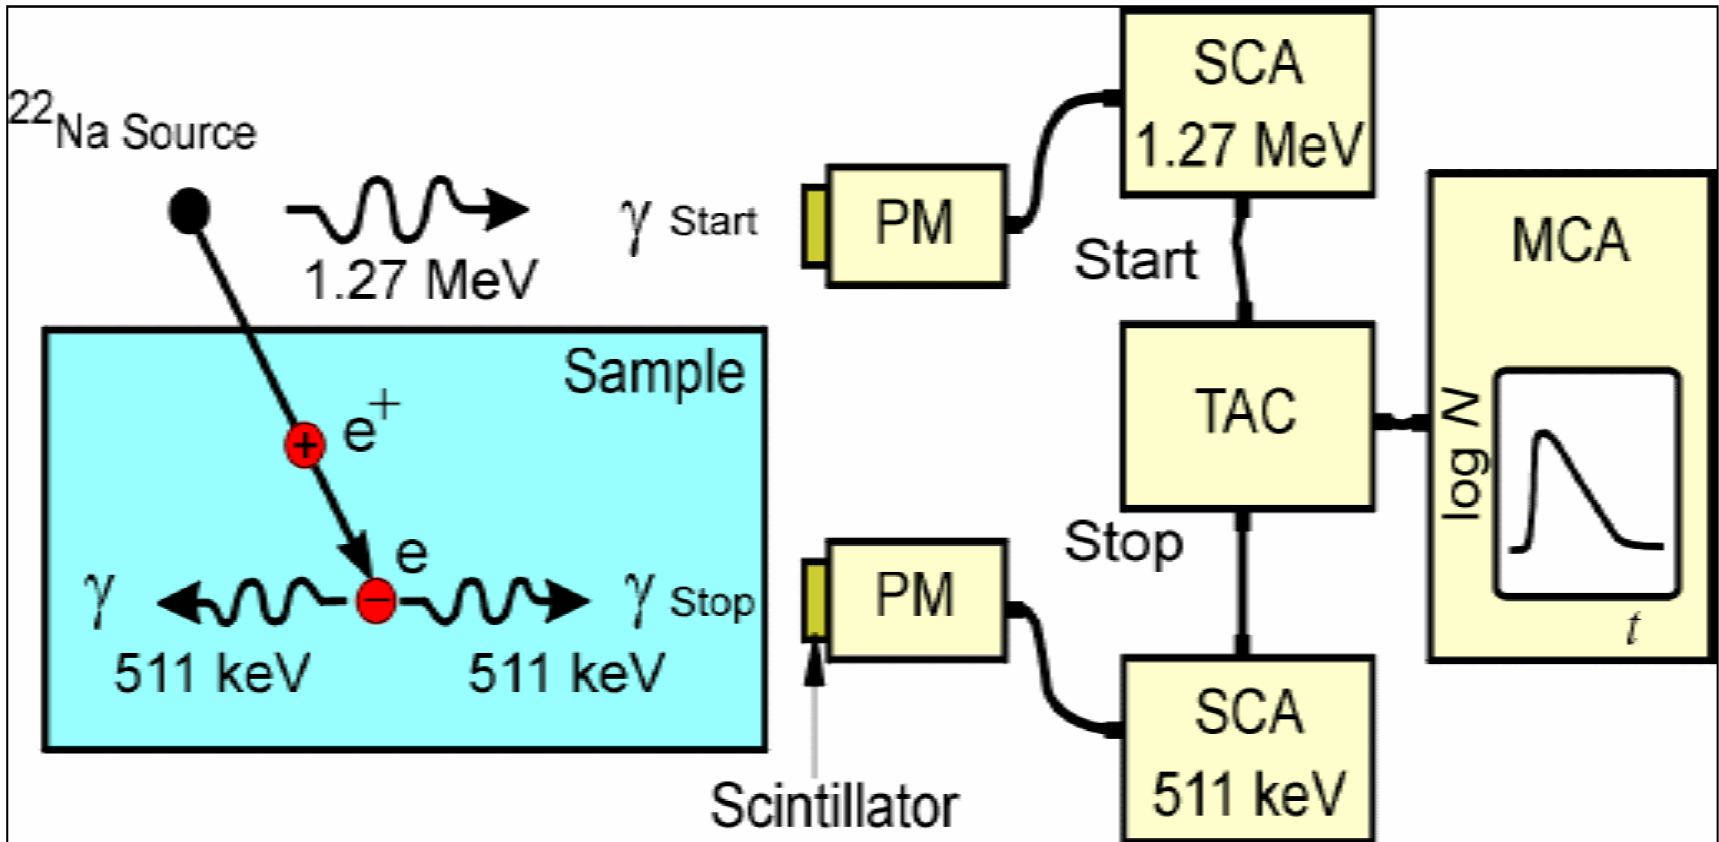 ²²Na Source
1.27 MeV
γ Start
Sample
e⁺
+
e
−
γ
γ Stop
511 keV
511 keV
Scintillator
PM
PM
SCA
1.27 MeV
Start
TAC
Stop
SCA
511 keV
MCA
log N
t